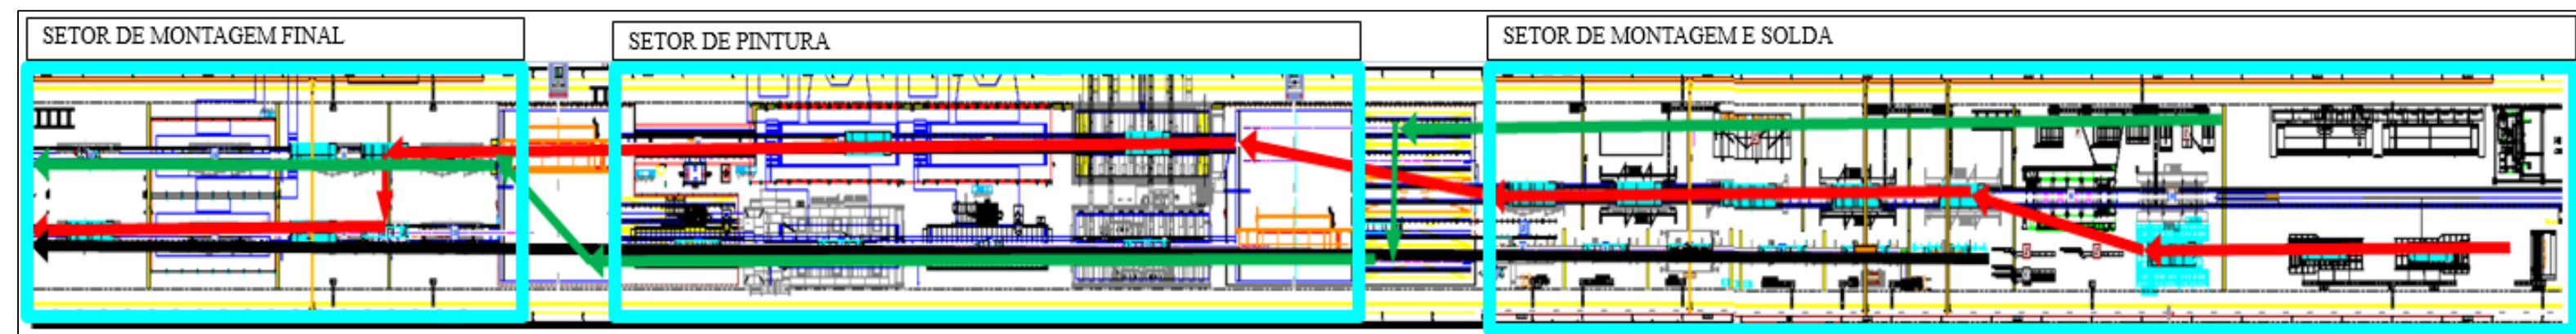 SETOR DE MONTAGEM FINAL
SETOR DE PINTURA
SETOR DE MONTAGEM E SOLDA